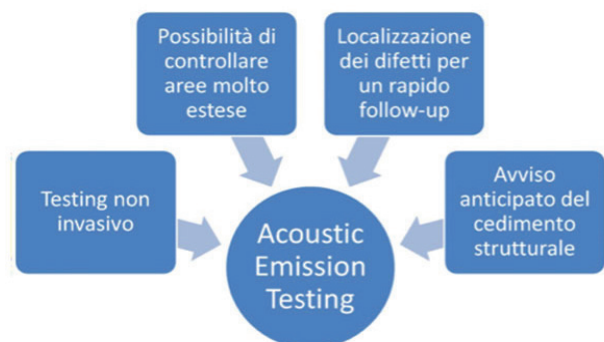 Possibilità di
controllare
aree molto
estese
Localizzazione
dei difetti per
un rapido
follow-up
Testing non
invasivo
Avviso
anticipato del
cedimento
strutturale
Acoustic
Emission
Testing